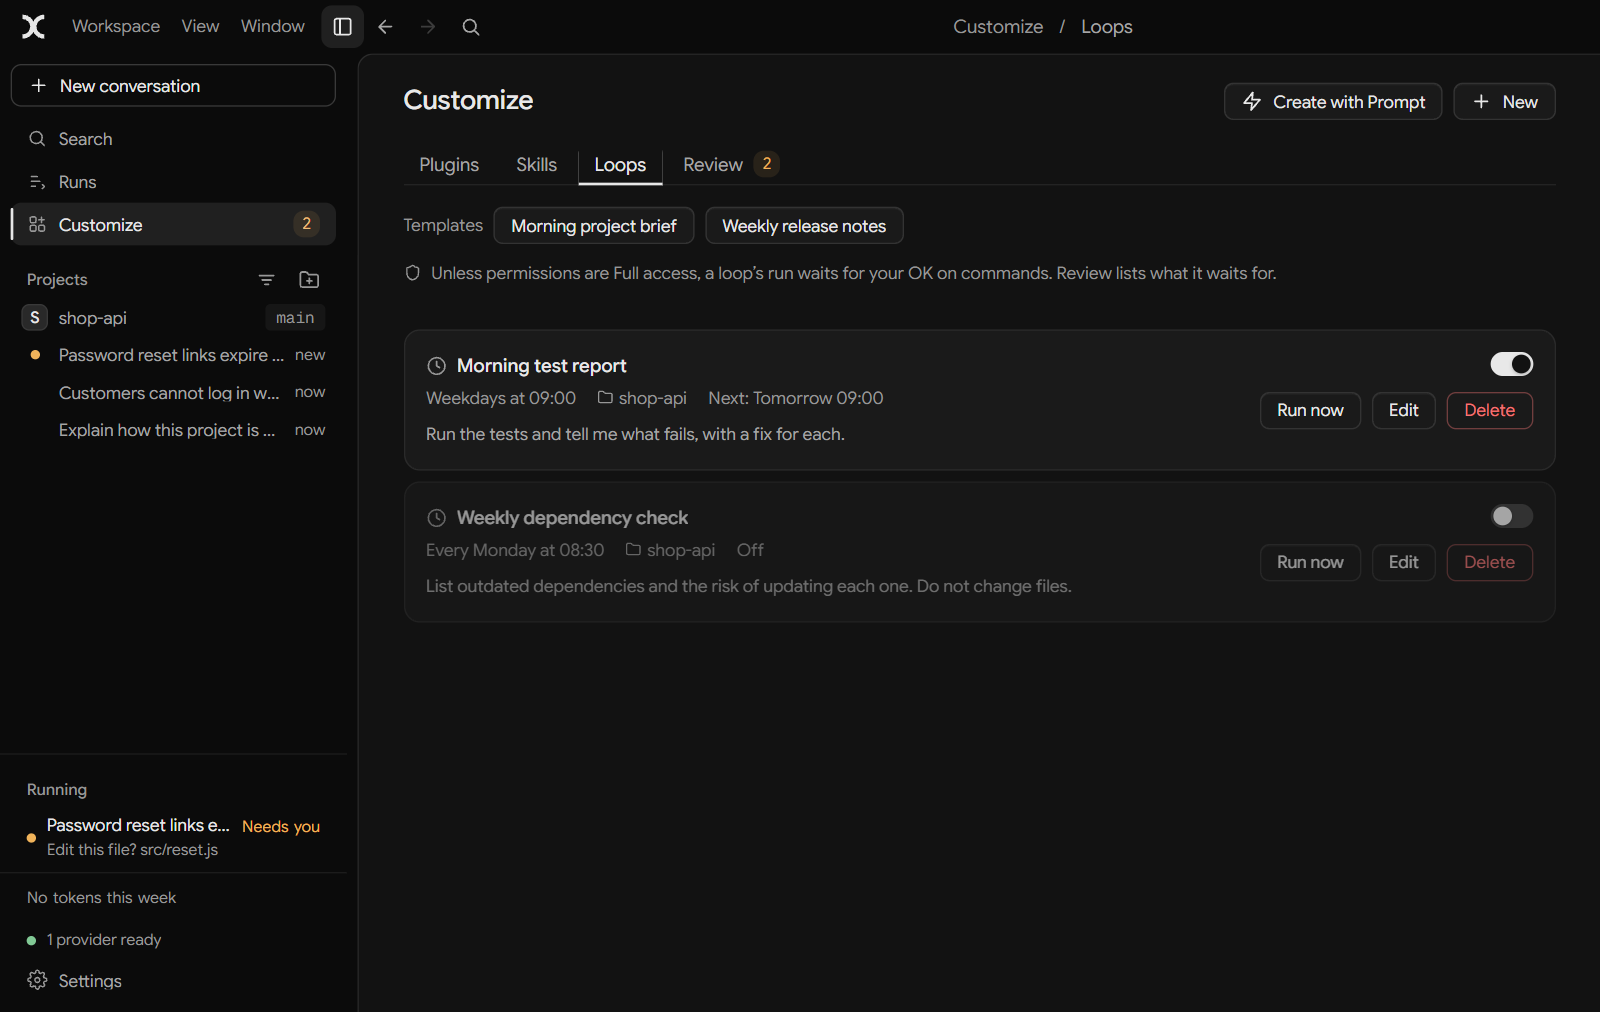 Workspace View Window
Customize / Loops
New conversation
Search
Runs
Customize 2
Projects
S shop-api main
Password reset links expire ... new
Customers cannot log in w... now
Explain how this project is ... now
Running
Password reset links e... Needs you
Edit this file? src/reset.js
No tokens this week
1 provider ready
Settings
Customize
Create with Prompt
New
Plugins Skills Loops Review 2
Templates Morning project brief Weekly release notes
Unless permissions are Full access, a loop’s run waits for your OK on commands. Review lists what it waits for.
Morning test report
Weekdays at 09:00 shop-api Next: Tomorrow 09:00
Run the tests and tell me what fails, with a fix for each.
Run now Edit Delete
Weekly dependency check
Every Monday at 08:30 shop-api Off
List outdated dependencies and the risk of updating each one. Do not change files.
Run now Edit Delete